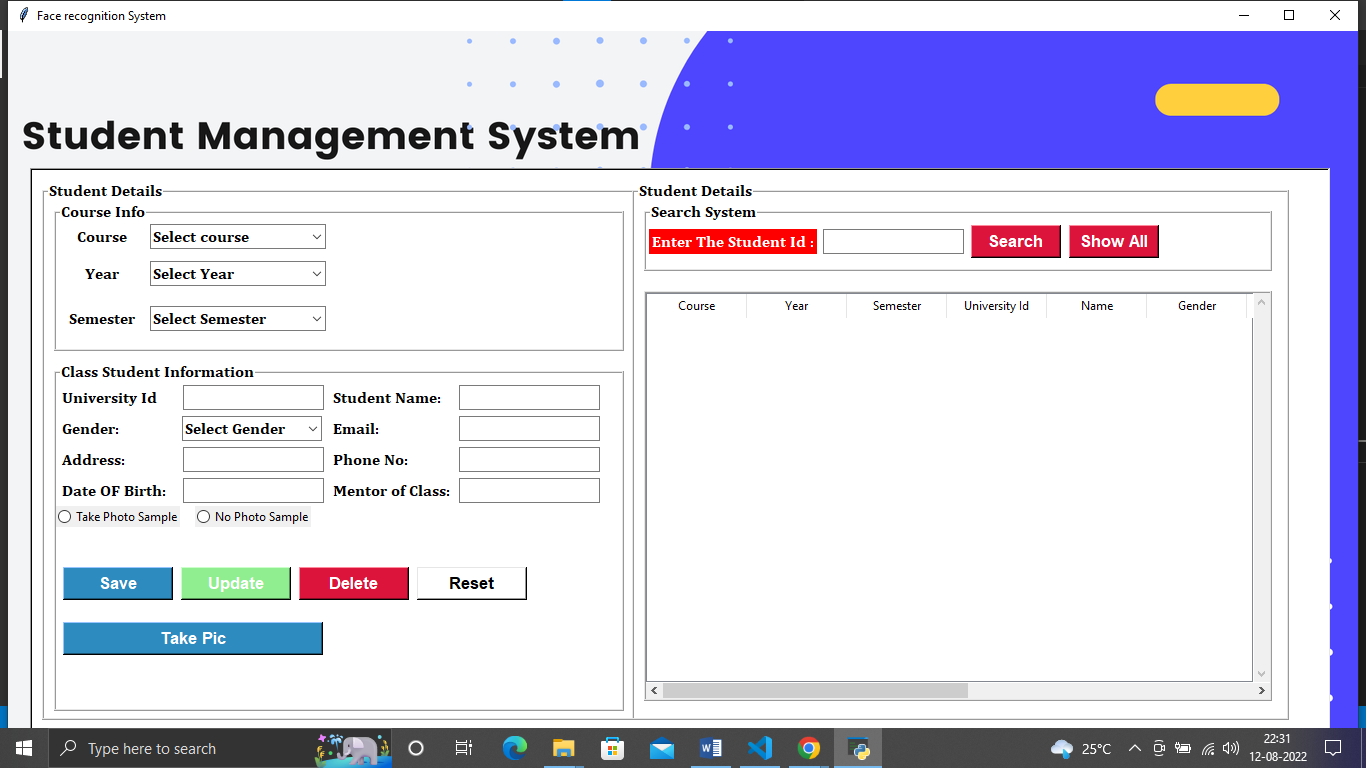 Face recognition System
Student Management System
Student Details
Course Info
Course Select course
Year Select Year
Semester Select Semester
Class Student Information
University Id Student Name:
Gender: Select Gender Email:
Address: Phone No:
Date OF Birth: Mentor of Class:
Take Photo Sample No Photo Sample
Save Update Delete Reset
Take Pic
Student Details
Search System
Enter The Student Id : Search Show All
Course Year Semester University Id Name Gender
Type here to search
25°C
22:31
12-08-2022